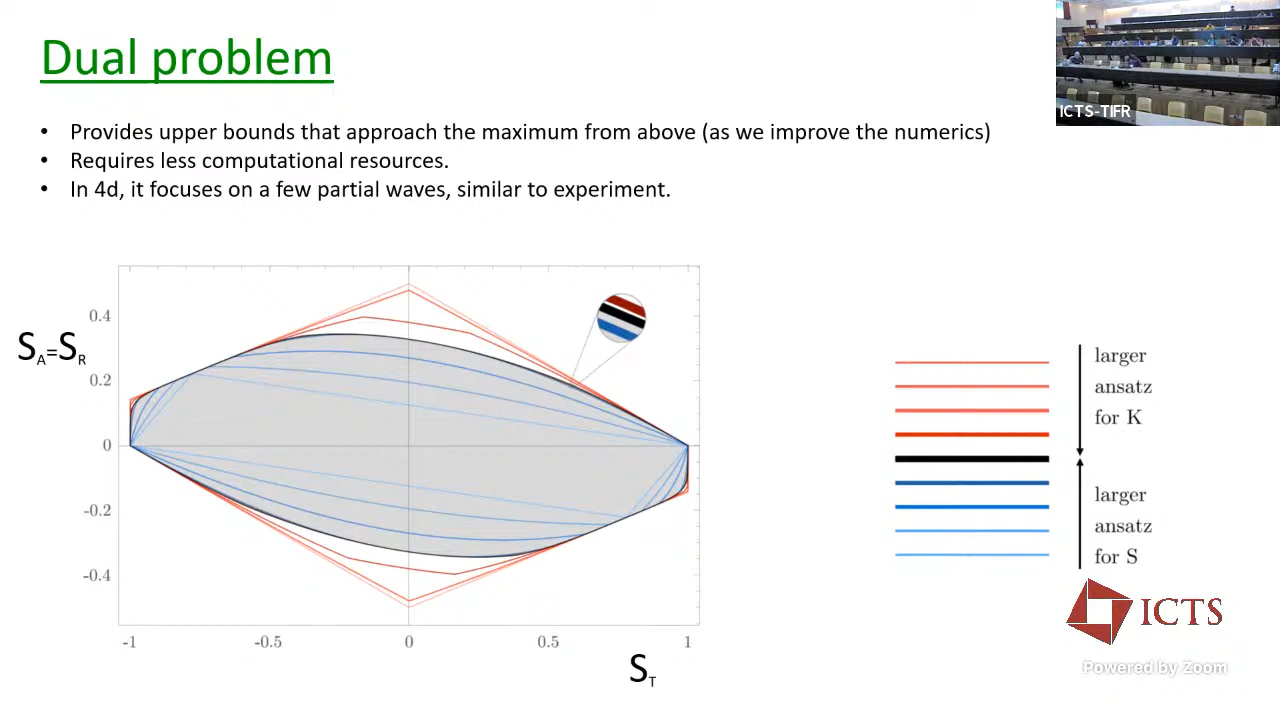 Dual problem
ICTS-TIFR
• Provides upper bounds that approach the maximum from above (as we improve the numerics)
• Requires less computational resources.
• In 4d, it focuses on a few partial waves, similar to experiment.
S_A=S_R
0.4
0.2
0
-0.2
-0.4
-1
-0.5
0
0.5
1
S_T
larger
ansatz
for K
larger
ansatz
for S
ICTS
Powered by Zoom